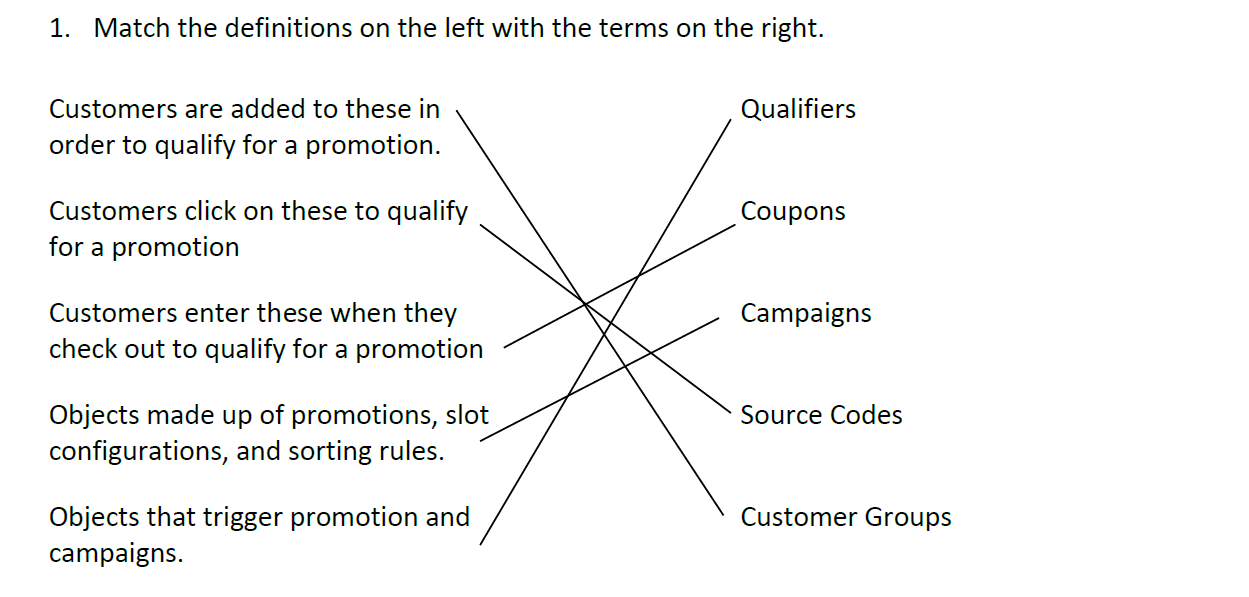 1. Match the definitions on the left with the terms on the right.
Customers are added to these in
order to qualify for a promotion.
Qualifiers
Customers click on these to qualify
for a promotion
Coupons
Customers enter these when they
check out to qualify for a promotion
Campaigns
Objects made up of promotions, slot
configurations, and sorting rules.
Source Codes
Objects that trigger promotion and
campaigns.
Customer Groups